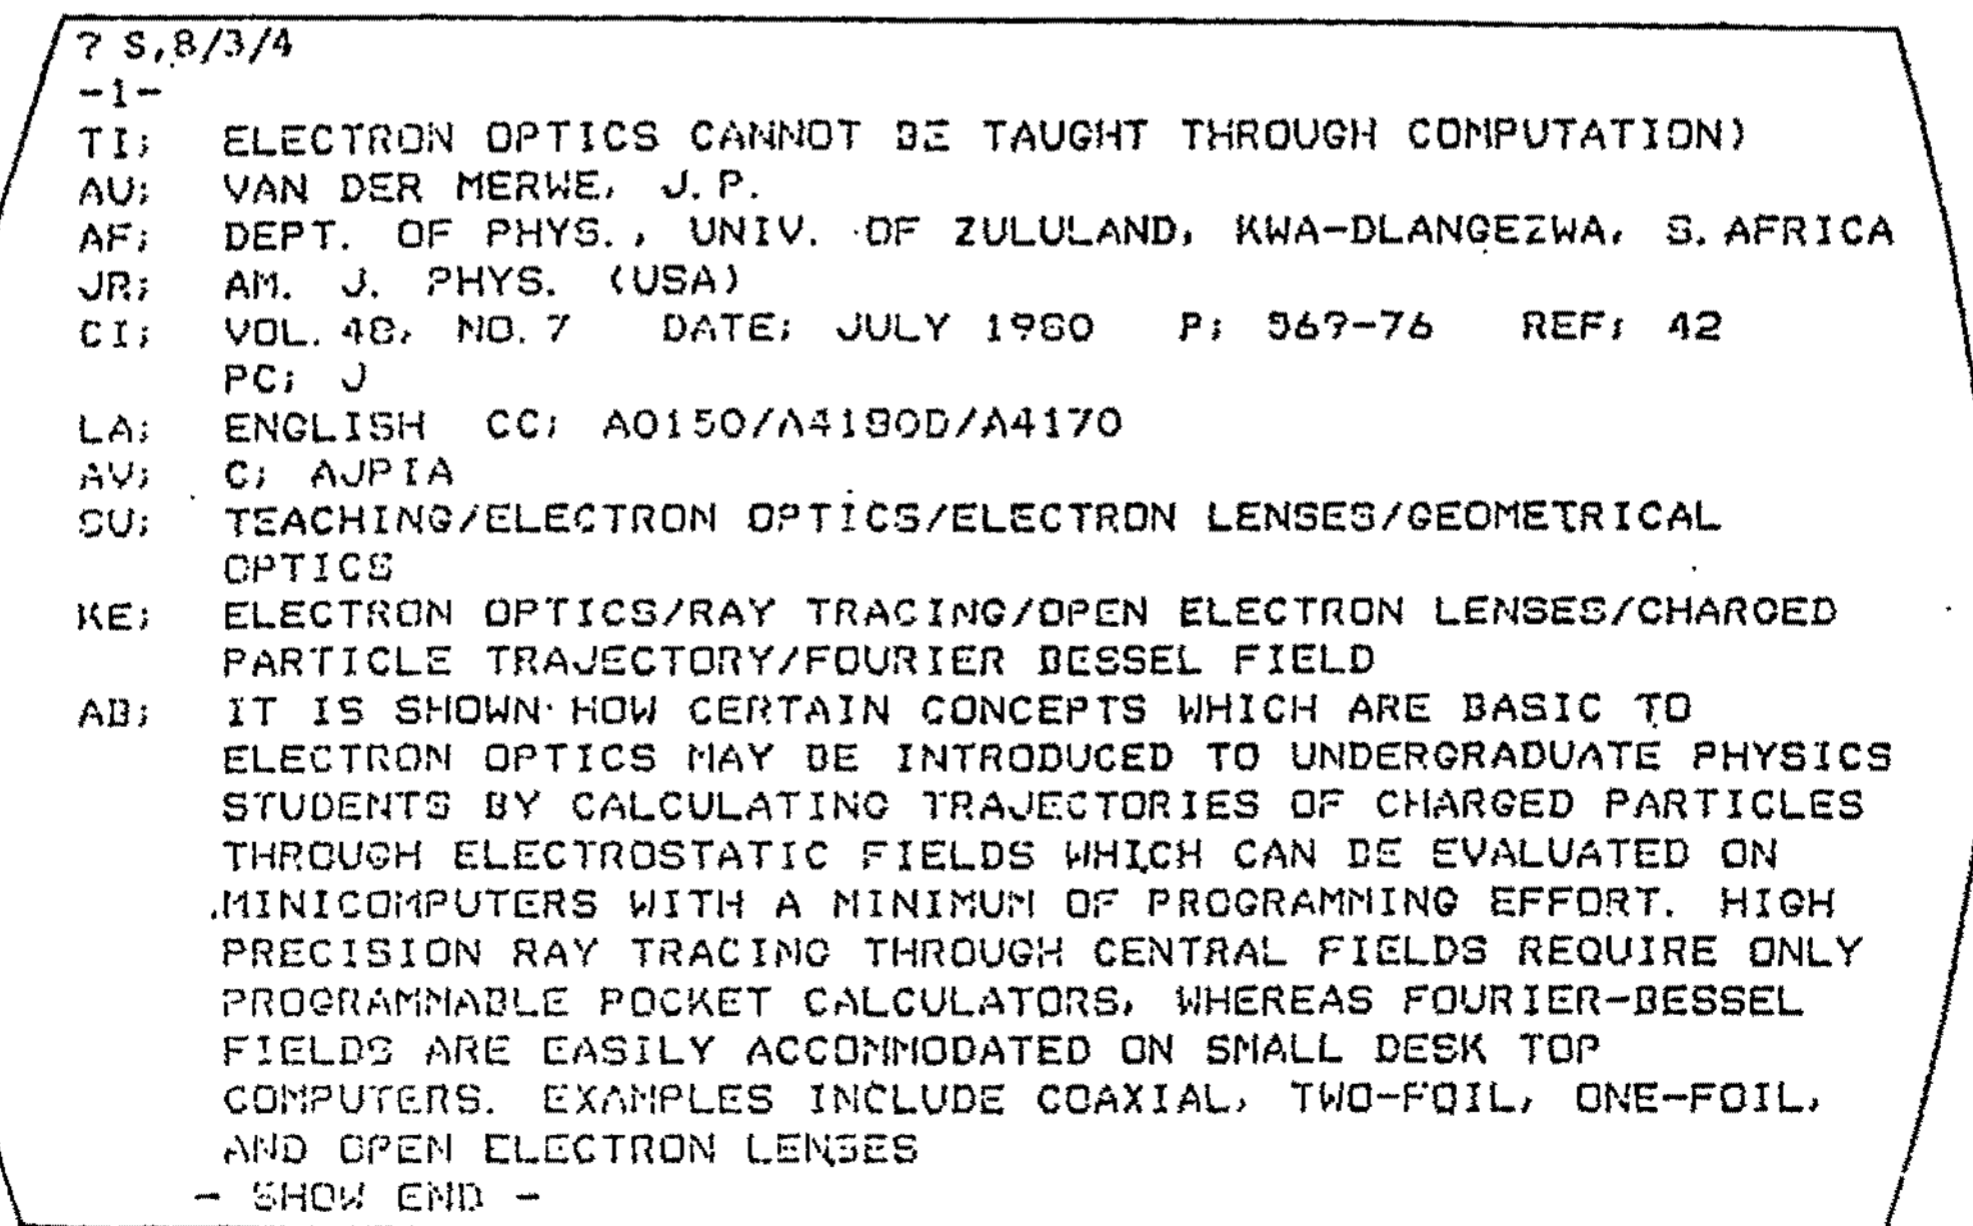 ? S,8/3/4
-1-
TI; ELECTRON OPTICS CANNOT BE TAUGHT THROUGH COMPUTATION)
AU; VAN DER MERWE, J.P.
AF; DEPT. OF PHYS., UNIV. OF ZULULAND, KWA-DLANGEZWA, S.AFRICA
JR; AM. J. PHYS. (USA)
CI; VOL.48, NO.7 DATE; JULY 1980 P; 569-76 REF; 42
PC; J
LA; ENGLISH CC; A0150/A4180D/A4170
AV; C; AJPIA
SU; TEACHING/ELECTRON OPTICS/ELECTRON LENSES/GEOMETRICAL
OPTICS
KE; ELECTRON OPTICS/RAY TRACING/OPEN ELECTRON LENSES/CHARGED
PARTICLE TRAJECTORY/FOURIER BESSEL FIELD
AB; IT IS SHOWN HOW CERTAIN CONCEPTS WHICH ARE BASIC TO
ELECTRON OPTICS MAY BE INTRODUCED TO UNDERGRADUATE PHYSICS
STUDENTS BY CALCULATING TRAJECTORIES OF CHARGED PARTICLES
THROUGH ELECTROSTATIC FIELDS WHICH CAN BE EVALUATED ON
MINICOMPUTERS WITH A MINIMUM OF PROGRAMMING EFFORT. HIGH
PRECISION RAY TRACING THROUGH CENTRAL FIELDS REQUIRE ONLY
PROGRAMMABLE POCKET CALCULATORS, WHEREAS FOURIER-BESSEL
FIELDS ARE EASILY ACCOMMODATED ON SMALL DESK TOP
COMPUTERS. EXAMPLES INCLUDE COAXIAL, TWO-FOIL, ONE-FOIL,
AND OPEN ELECTRON LENSES
- SHOW END -